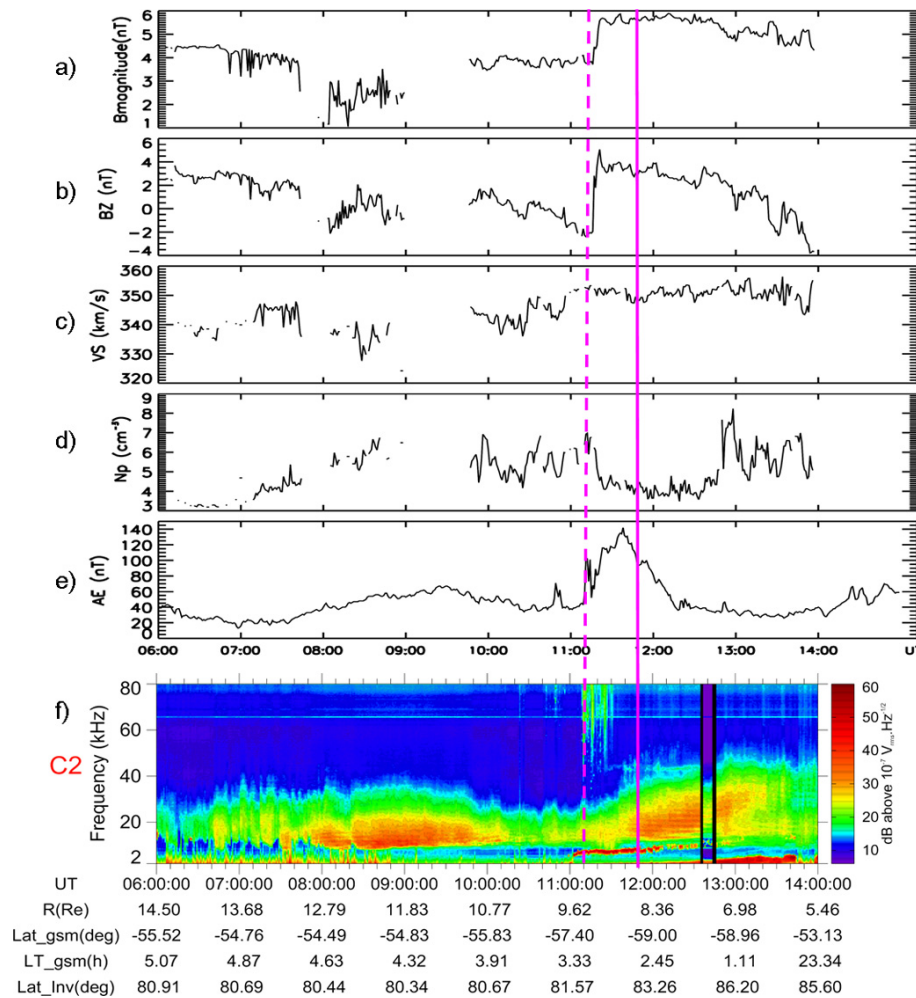 a)
Bmagnitude(nT)
6
5
4
3
2
1
b)
BZ (nT)
6
4
2
0
−2
−4
c)
VS (km/s)
360
350
340
330
320
d)
Np (cm⁻³)
9
8
7
6
5
4
3
e)
AE (nT)
140
120
100
80
60
40
20
0
06:00 07:00 08:00 09:00 10:00 11:00 12:00 13:00 14:00 U
f)
C2
Frequency (kHz)
80
60
40
20
2
60
50
40
30
20
10
dB above 10⁻⁷ Vrms.Hz⁻¹ᐟ²
UT 06:00:00 07:00:00 08:00:00 09:00:00 10:00:00 11:00:00 12:00:00 13:00:00 14:00:00
R(Re) 14.50 13.68 12.79 11.83 10.77 9.62 8.36 6.98 5.46
Lat_gsm(deg) -55.52 -54.76 -54.49 -54.83 -55.83 -57.40 -59.00 -58.96 -53.13
LT_gsm(h) 5.07 4.87 4.63 4.32 3.91 3.33 2.45 1.11 23.34
Lat_Inv(deg) 80.91 80.69 80.44 80.34 80.67 81.57 83.26 86.20 85.60